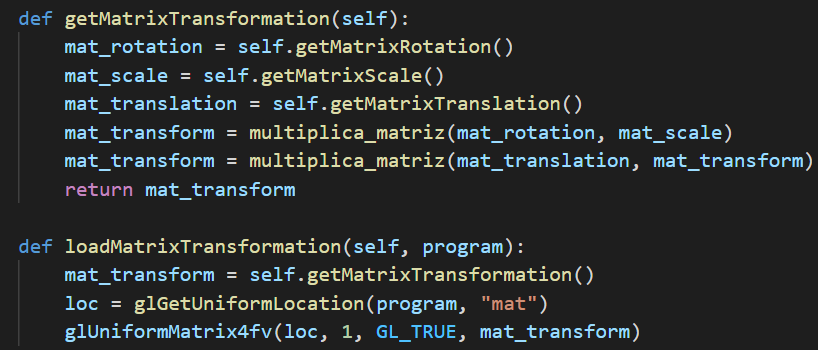 def getMatrixTransformation(self):
    mat_rotation = self.getMatrixRotation()
    mat_scale = self.getMatrixScale()
    mat_translation = self.getMatrixTranslation()
    mat_transform = multiplica_matriz(mat_rotation, mat_scale)
    mat_transform = multiplica_matriz(mat_translation, mat_transform)
    return mat_transform

def loadMatrixTransformation(self, program):
    mat_transform = self.getMatrixTransformation()
    loc = glGetUniformLocation(program, "mat")
    glUniformMatrix4fv(loc, 1, GL_TRUE, mat_transform)